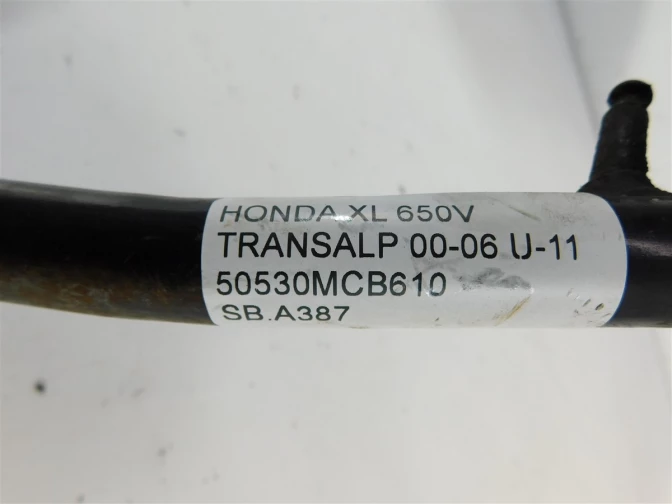 HONDA XL 650V
TRANSALP 00-06 U-11
50530MCB610
SB.A387